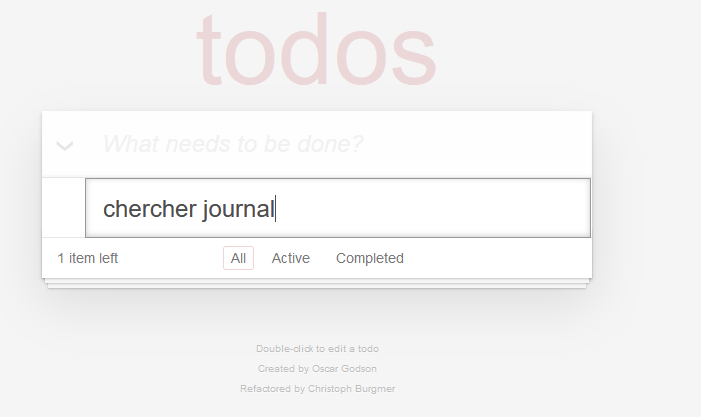 todos
What needs to be done?
chercher journal
1 item left All Active Completed
Double-click to edit a todo
Created by Oscar Godson
Refactored by Christoph Burgmer